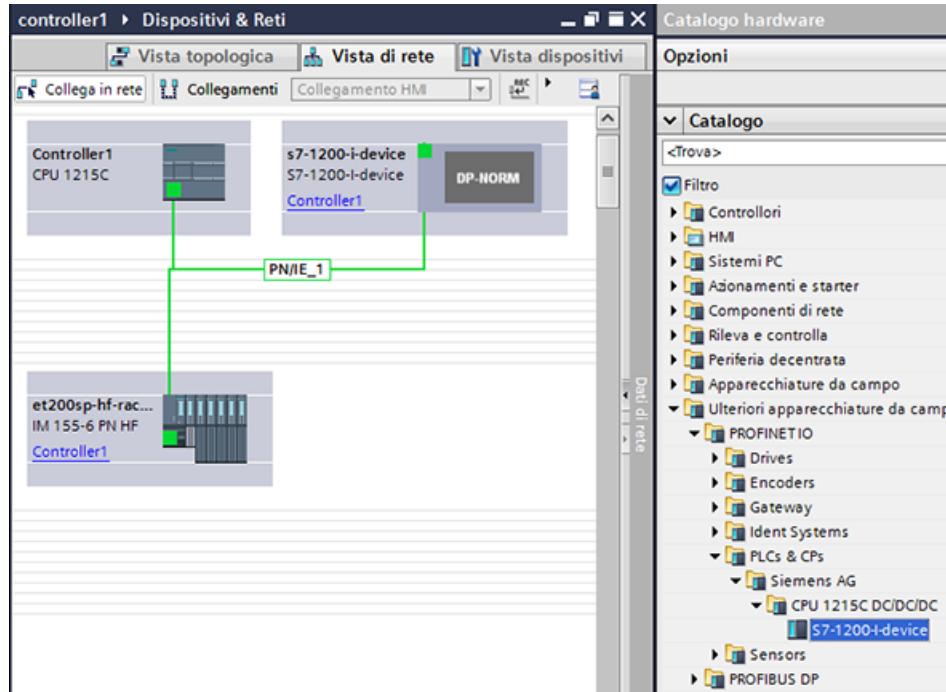 controller1 ▸ Dispositivi & Reti
Vista topologica
Vista di rete
Vista dispositivi
Collega in rete
Collegamenti
Collegamento HMI
Controller1
CPU 1215C
s7-1200-i-device
S7-1200-I-device
Controller1
DP-NORM
PN/IE_1
et200sp-hf-rac...
IM 155-6 PN HF
Controller1
Dati di rete
Catalogo hardware
Opzioni
Catalogo
<Trova>
Filtro
Controllori
HMI
Sistemi PC
Azionamenti e starter
Componenti di rete
Rileva e controlla
Periferia decentrata
Apparecchiature da campo
Ulteriori apparecchiature da camp
PROFINET IO
Drives
Encoders
Gateway
Ident Systems
PLCs & CPs
Siemens AG
CPU 1215C DC/DC/DC
S7-1200-I-device
Sensors
PROFIBUS DP